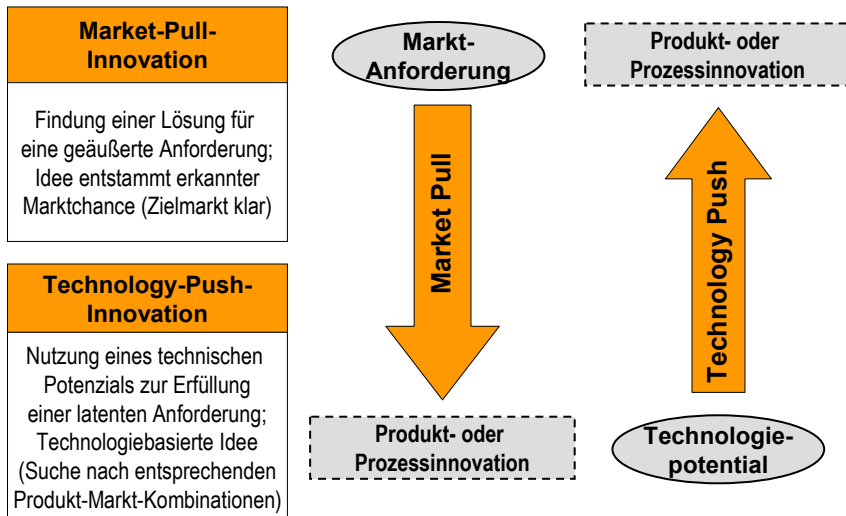 Market-Pull-
Innovation
Findung einer Lösung für
eine geäußerte Anforderung;
Idee entstammt erkannter
Marktchance (Zielmarkt klar)
Technology-Push-
Innovation
Nutzung eines technischen
Potenzials zur Erfüllung
einer latenten Anforderung;
Technologiebasierte Idee
(Suche nach entsprechenden
Produkt-Markt-Kombinationen)
Markt-
Anforderung
Market Pull
Produkt- oder
Prozessinnovation
Produkt- oder
Prozessinnovation
Technology Push
Technologie-
potential